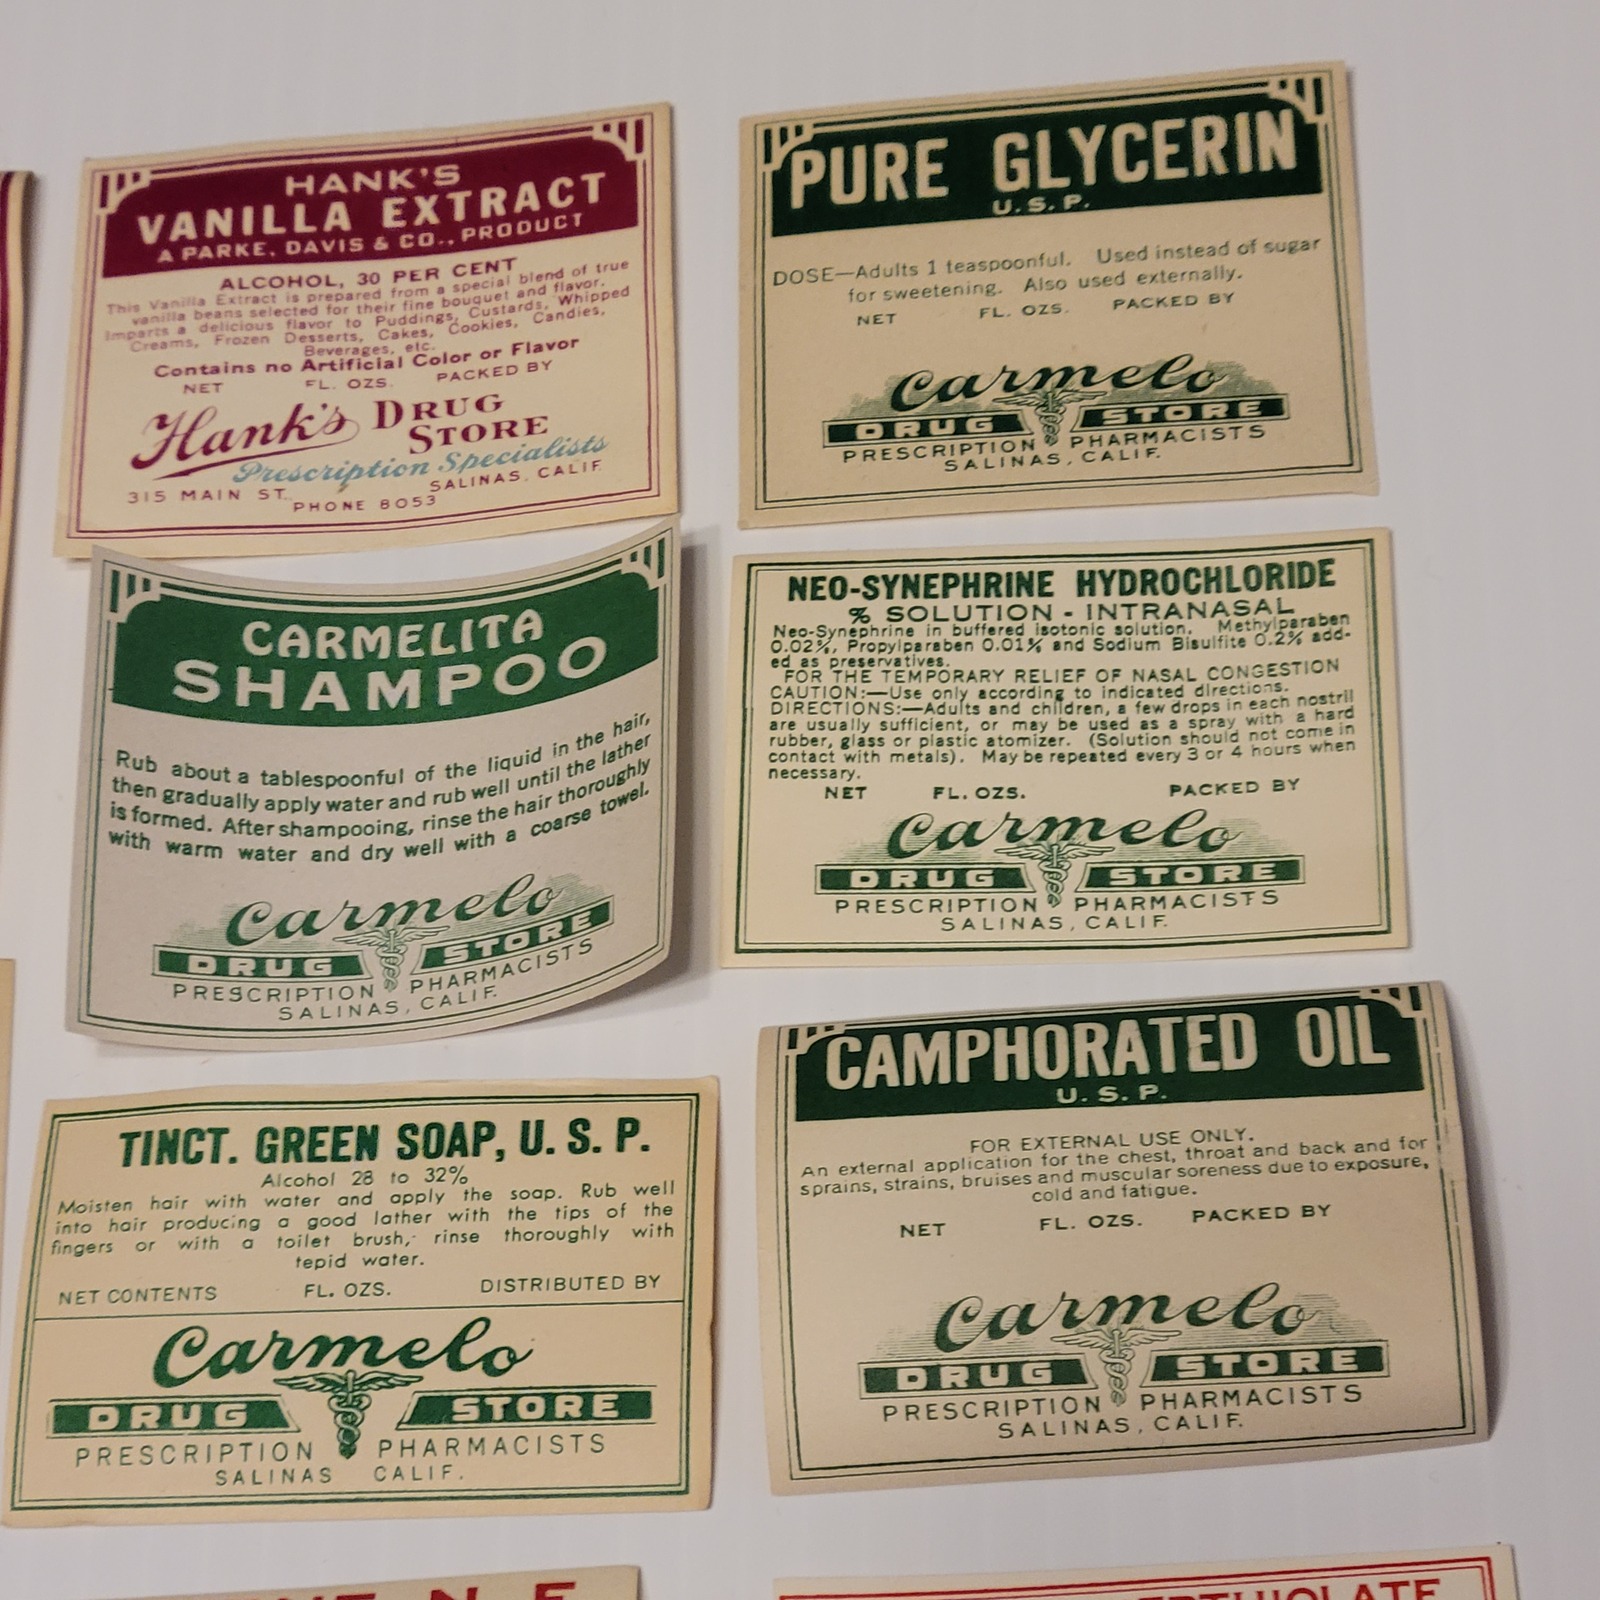 HANK'S
VANILLA EXTRACT
A PARKE, DAVIS & CO., PRODUCT
ALCOHOL, 30 PER CENT
This Vanilla Extract is prepared from a special blend of true
vanilla beans selected for their fine bouquet and flavor.
Imparts a delicious flavor to Puddings, Custards, Whipped
Creams, Frozen Desserts, Cakes, Cookies, Candies,
Beverages, etc.
Contains no Artificial Color or Flavor
NET FL. OZS. PACKED BY
Hank's DRUG
STORE
Prescription Specialists
315 MAIN ST. SALINAS, CALIF.
PHONE 8053
PURE GLYCERIN
U. S. P.
DOSE—Adults 1 teaspoonful. Used instead of sugar
for sweetening. Also used externally.
NET FL. OZS. PACKED BY
Carmelo
DRUG STORE
PRESCRIPTION PHARMACISTS
SALINAS, CALIF.
CARMELITA
SHAMPOO
Rub about a tablespoonful of the liquid in the hair,
then gradually apply water and rub well until the lather
is formed. After shampooing, rinse the hair thoroughly
with warm water and dry well with a coarse towel.
Carmelo
DRUG STORE
PRESCRIPTION PHARMACISTS
SALINAS, CALIF.
NEO-SYNEPHRINE HYDROCHLORIDE
% SOLUTION - INTRANASAL
Neo-Synephrine in buffered isotonic solution. Methylparaben
0.02%, Propylparaben 0.01% and Sodium Bisulfite 0.2% add-
ed as preservatives.
FOR THE TEMPORARY RELIEF OF NASAL CONGESTION
CAUTION:—Use only according to indicated directions.
DIRECTIONS:—Adults and children, a few drops in each nostril
are usually sufficient, or may be used as a spray with a hard
rubber, glass or plastic atomizer. (Solution should not come in
contact with metals). May be repeated every 3 or 4 hours when
necessary.
NET FL. OZS. PACKED BY
Carmelo
DRUG STORE
PRESCRIPTION PHARMACISTS
SALINAS, CALIF.
TINCT. GREEN SOAP, U. S. P.
Alcohol 28 to 32%
Moisten hair with water and apply the soap. Rub well
into hair producing a good lather with the tips of the
fingers or with a toilet brush, rinse thoroughly with
tepid water.
NET CONTENTS FL. OZS. DISTRIBUTED BY
Carmelo
DRUG STORE
PRESCRIPTION PHARMACISTS
SALINAS CALIF.
CAMPHORATED OIL
U. S. P.
FOR EXTERNAL USE ONLY.
An external application for the chest, throat and back and for
sprains, strains, bruises and muscular soreness due to exposure,
cold and fatigue.
NET FL. OZS. PACKED BY
Carmelo
DRUG STORE
PRESCRIPTION PHARMACISTS
SALINAS, CALIF.